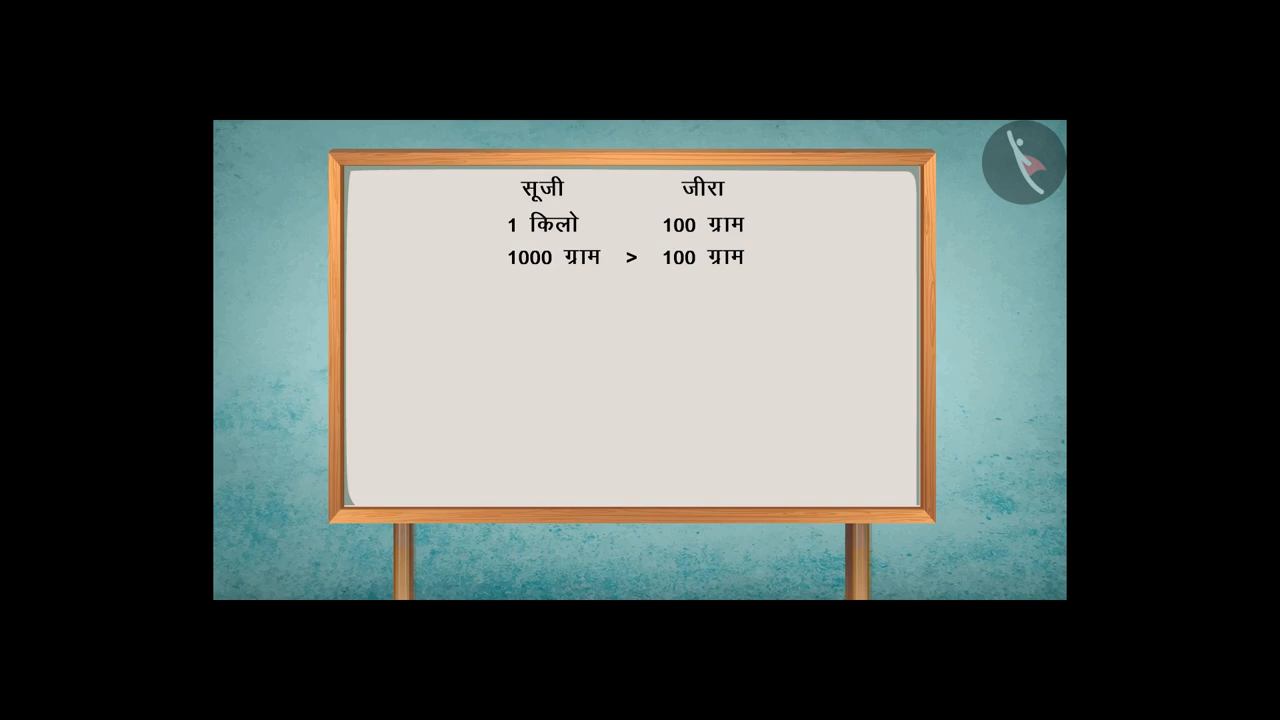 सूजी जीरा
1 किलो 100 ग्राम
1000 ग्राम > 100 ग्राम